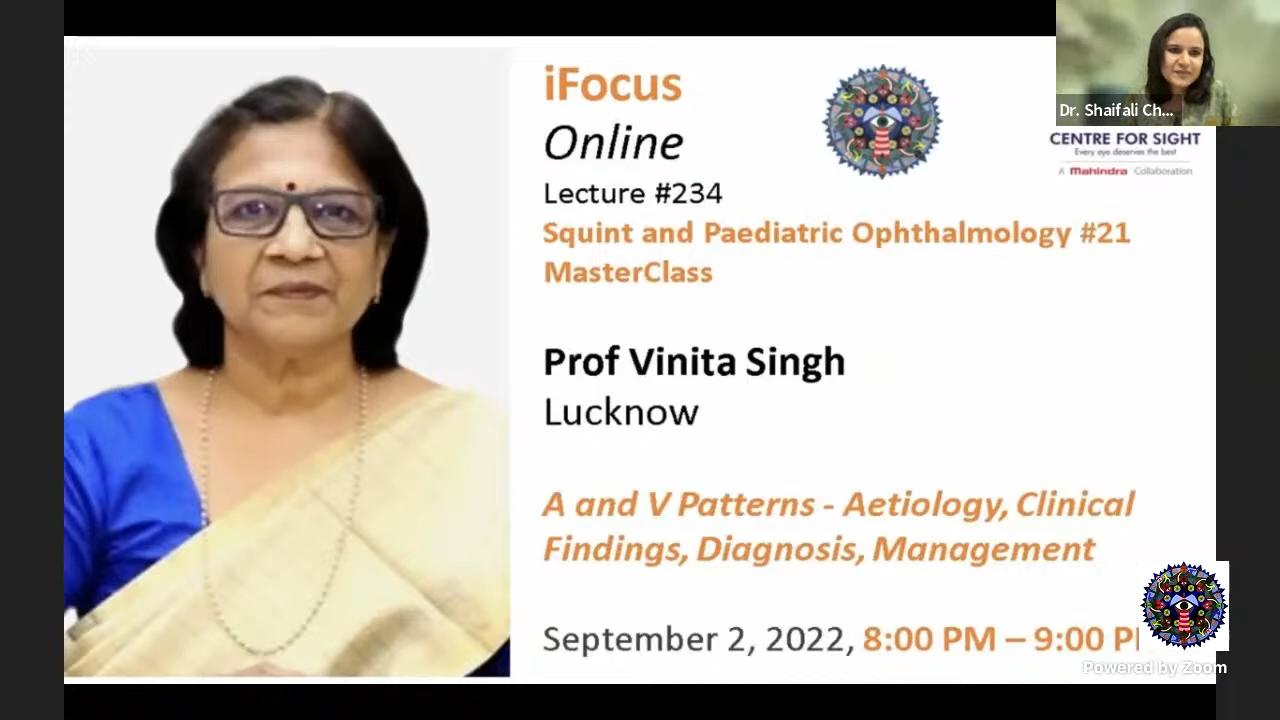 iFocus
Online
Lecture #234
Squint and Paediatric Ophthalmology #21
MasterClass
Prof Vinita Singh
Lucknow
A and V Patterns - Aetiology, Clinical
Findings, Diagnosis, Management
September 2, 2022, 8:00 PM – 9:00 P
Dr. Shaifali Ch...
CENTRE FOR SIGHT
Every eye deserves the best
A Mahindra Collaboration
Powered by Zoom